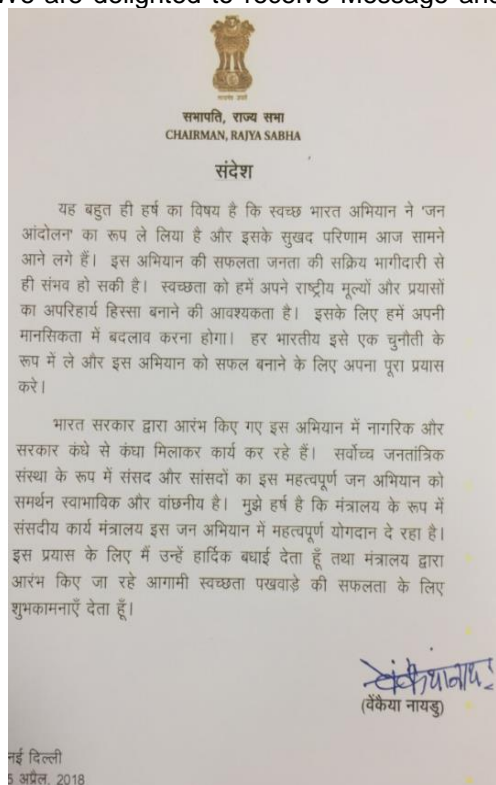 We are delighted to receive Message and
सभापति, राज्य सभा
CHAIRMAN, RAJYA SABHA
संदेश
यह बहुत ही हर्ष का विषय है कि स्वच्छ भारत अभियान ने 'जन
आंदोलन' का रूप ले लिया है और इसके सुखद परिणाम आज सामने
आने लगे हैं। इस अभियान की सफलता जनता की सक्रिय भागीदारी से
ही संभव हो सकी है। स्वच्छता को हमें अपने राष्ट्रीय मूल्यों और प्रयासों
का अपरिहार्य हिस्सा बनाने की आवश्यकता है। इसके लिए हमें अपनी
मानसिकता में बदलाव करना होगा। हर भारतीय इसे एक चुनौती के
रूप में ले और इस अभियान को सफल बनाने के लिए अपना पूरा प्रयास
करे।
भारत सरकार द्वारा आरंभ किए गए इस अभियान में नागरिक और
सरकार कंधे से कंधा मिलाकर कार्य कर रहे हैं। सर्वोच्च जनतांत्रिक
संस्था के रूप में संसद और सांसदों का इस महत्वपूर्ण जन अभियान को
समर्थन स्वाभाविक और वांछनीय है। मुझे हर्ष है कि मंत्रालय के रूप में
संसदीय कार्य मंत्रालय इस जन अभियान में महत्वपूर्ण योगदान दे रहा है।
इस प्रयास के लिए मैं उन्हें हार्दिक बधाई देता हूँ तथा मंत्रालय द्वारा
आरंभ किए जा रहे आगामी स्वच्छता पखवाड़े की सफलता के लिए
शुभकामनाएँ देता हूँ।
(वेंकैया नायडु)
नई दिल्ली
5 अप्रैल, 2018